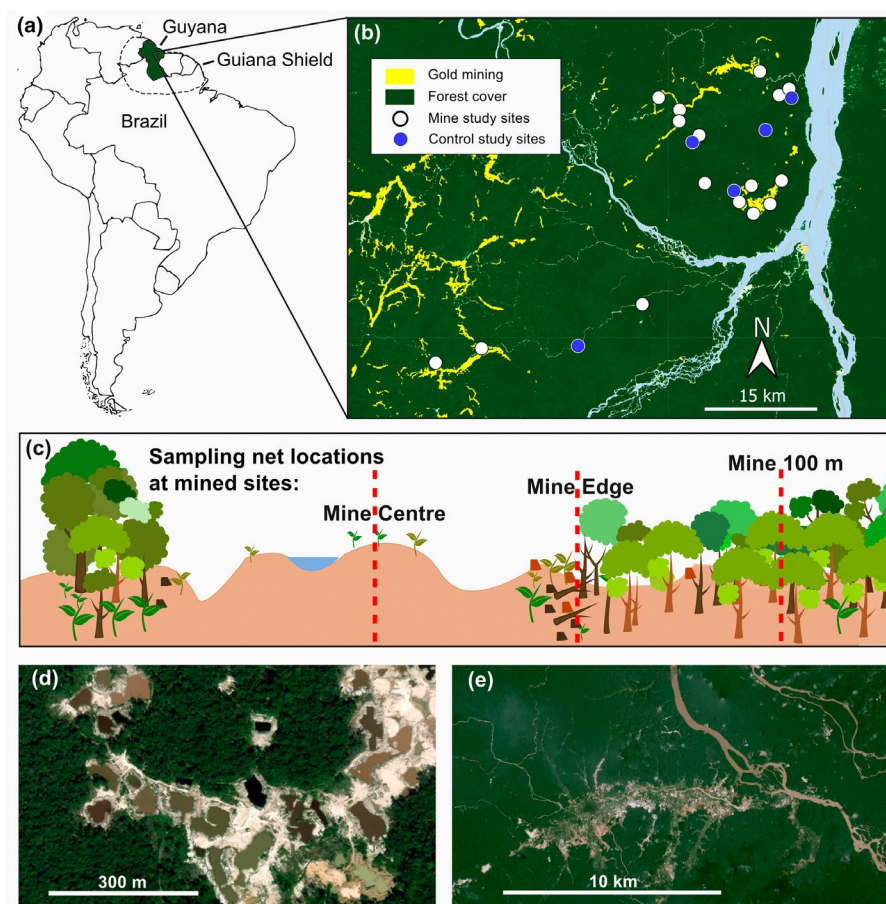 (a)
Guyana
Guiana Shield
Brazil
(b)
Gold mining
Forest cover
Mine study sites
Control study sites
N
15 km
(c)
Sampling net locations
at mined sites:
Mine Centre
Mine Edge
Mine 100 m
(d)
300 m
(e)
10 km